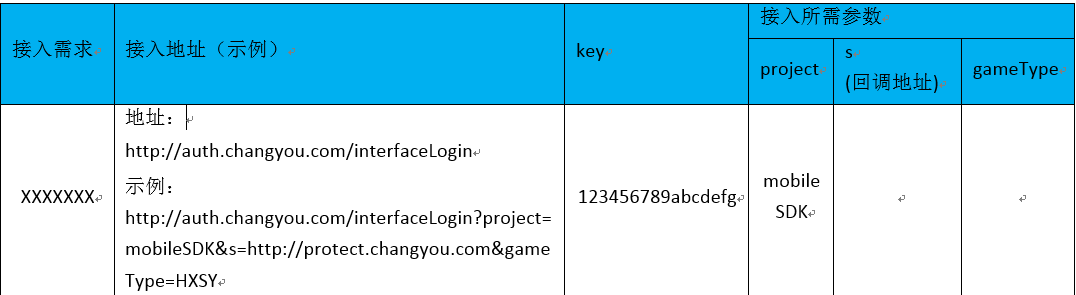 接入需求
接入地址（示例）
key
接入所需参数
project
s
(回调地址)
gameType
XXXXXXX
地址：
http://auth.changyou.com/interfaceLogin
示例：
http://auth.changyou.com/interfaceLogin?project=
mobileSDK&s=http://protect.changyou.com&game
Type=HXSY
123456789abcdefg
mobile
SDK